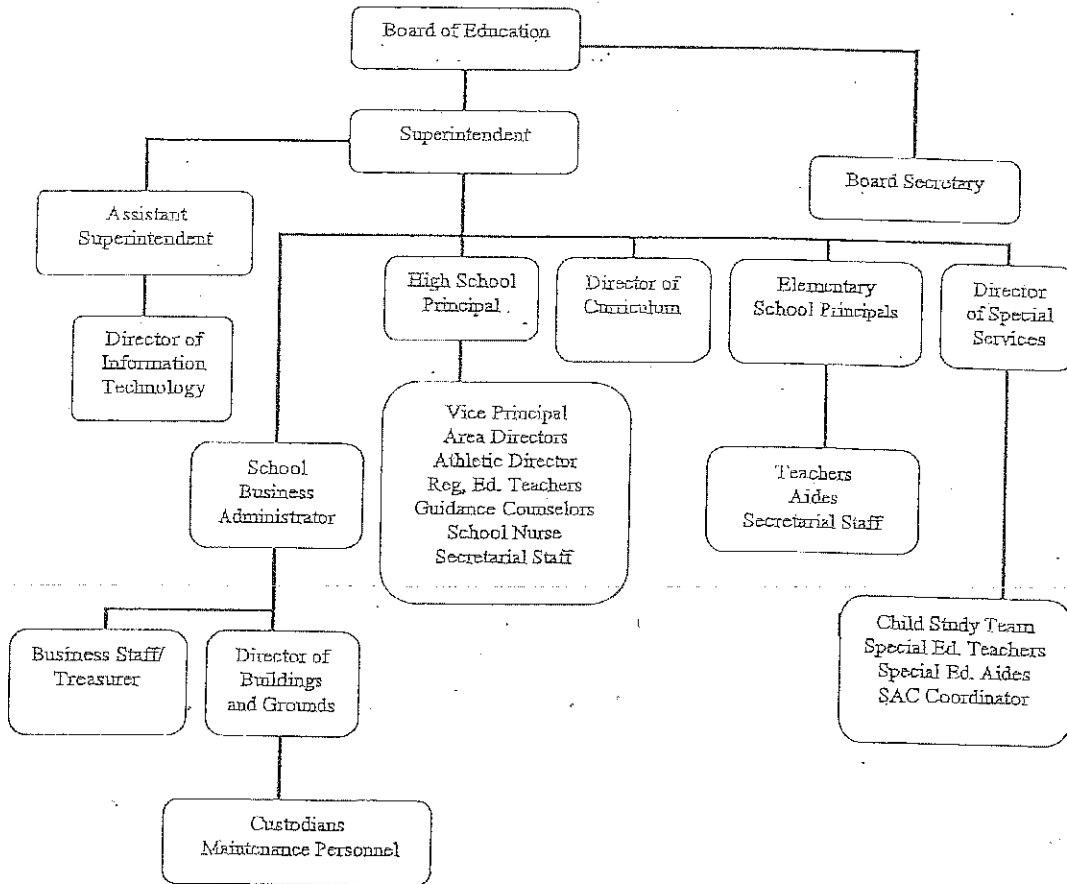 Board of Education
Superintendent
Board Secretary
Assistant
Superintendent
High School
Principal
Director of
Curriculum
Elementary
School Principals
Director
of Special
Services
Director of
Information
Technology
Vice Principal
Area Directors
Athletic Director
Reg, Ed. Teachers
Guidance Counselors
School Nurse
Secretarial Staff
School
Business
Administrator
Teachers
Aides
Secretarial Staff
Business Staff/
Treasurer
Director of
Buildings
and Grounds
Child Study Team
Special Ed. Teachers
Special Ed. Aides
SAC Coordinator
Custodians
Maintenance Personnel